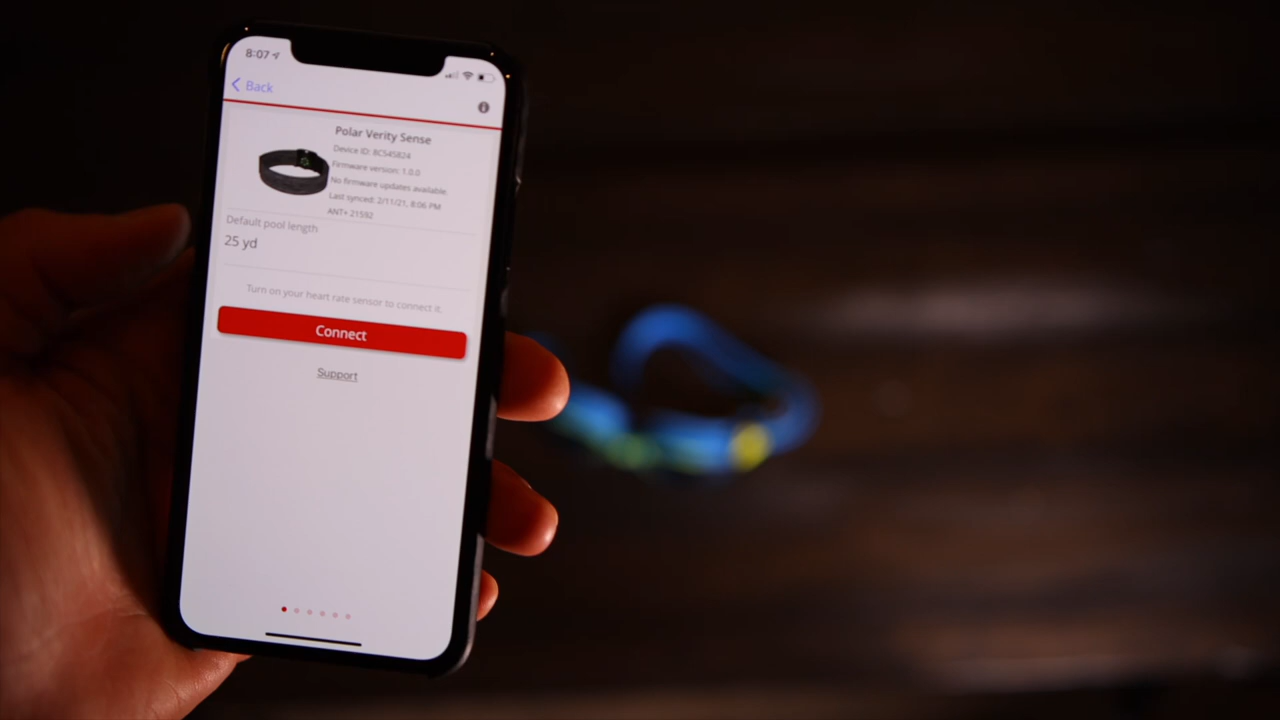 8:07
Back
Polar Verity Sense
Device ID: 8C545824
Firmware version: 1.0.0
No firmware updates available
Last synced: 2/11/21, 8:06 PM
ANT+ 21592
Default pool length
25 yd
Turn on your heart rate sensor to connect it.
Connect
Support